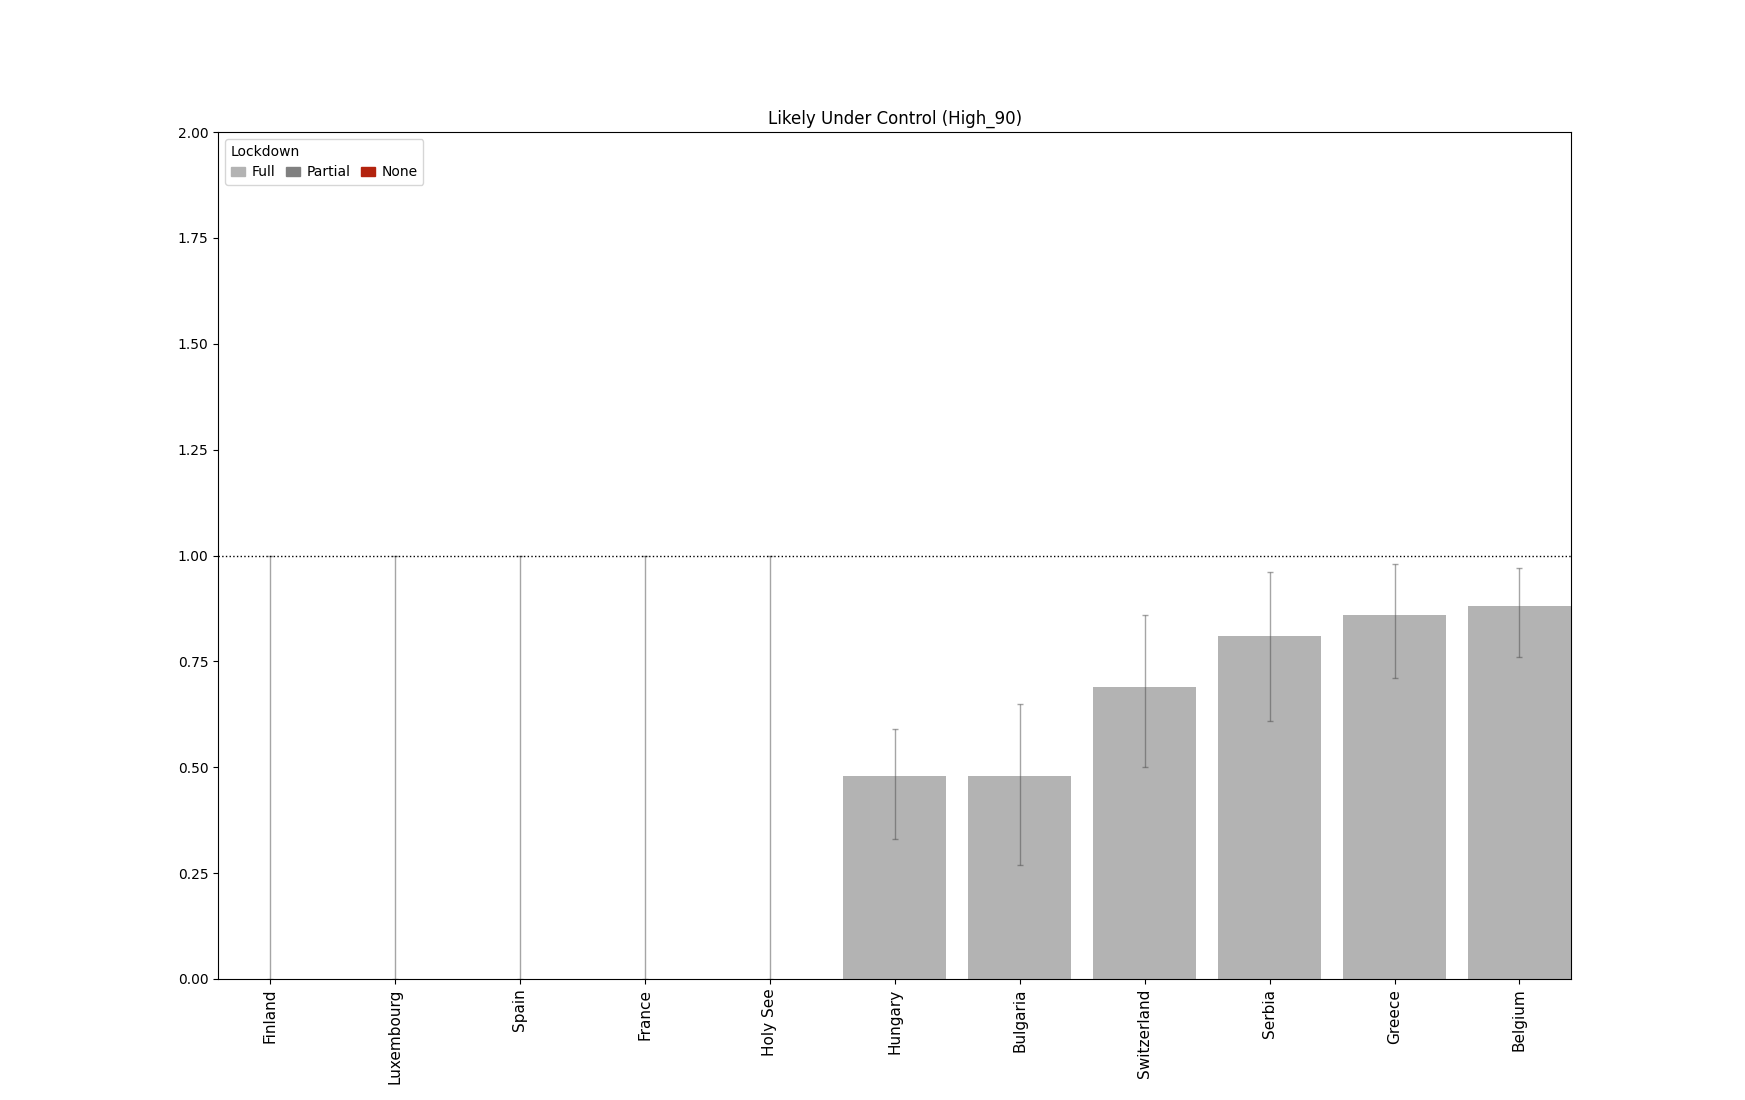 Likely Under Control (High_90)
2.00
Lockdown
Full Partial None
1.75
1.50
1.25
1.00
0.75
0.50
0.25
0.00
Finland
Luxembourg
Spain
France
Holy See
Hungary
Bulgaria
Switzerland
Serbia
Greece
Belgium